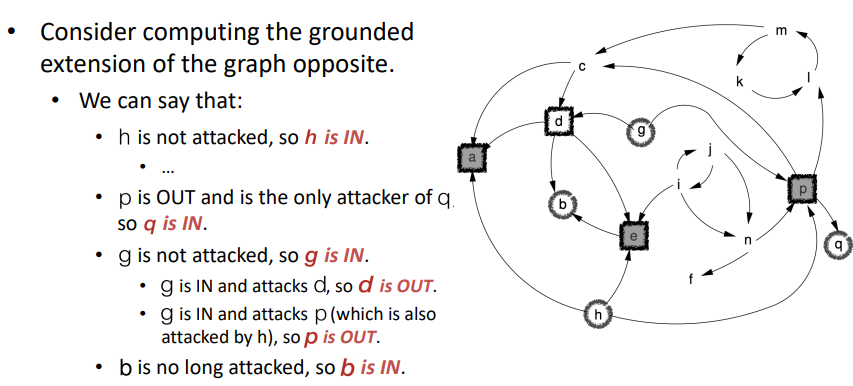 • Consider computing the grounded
extension of the graph opposite.
• We can say that:
• h is not attacked, so h is IN.
• ...
• p is OUT and is the only attacker of q.
so q is IN.
• g is not attacked, so g is IN.
• g is IN and attacks d, so d is OUT.
• g is IN and attacks p (which is also
attacked by h), so p is OUT.
• b is no long attacked, so b is IN.
m
c
k
l
d
g
a
j
i
p
b
e
n
q
f
h